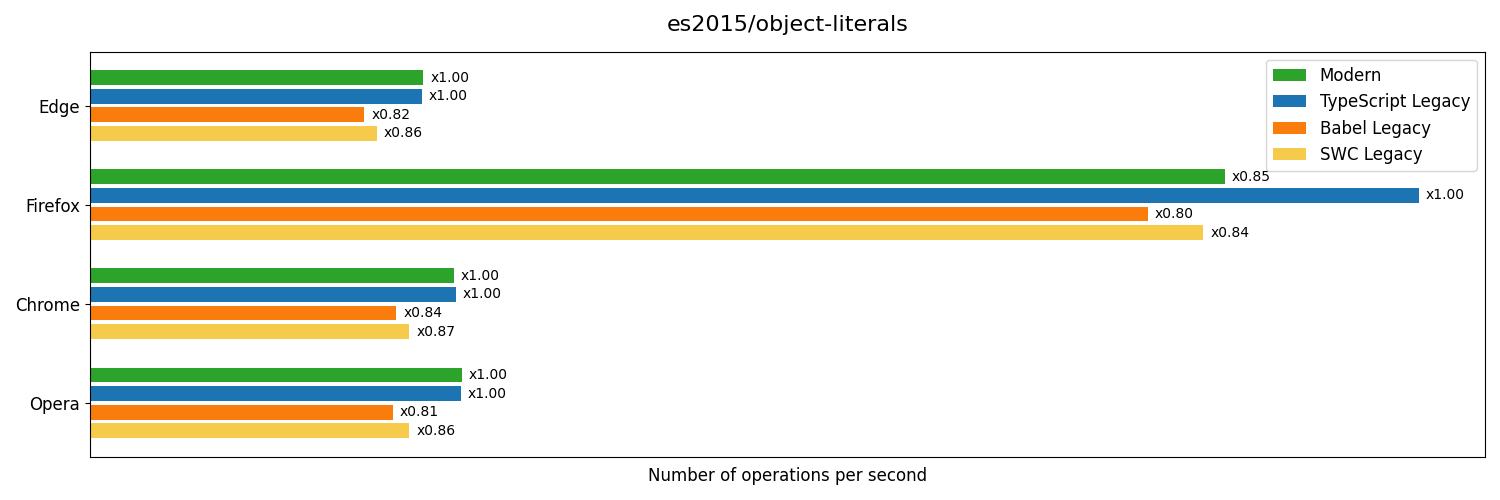 es2015/object-literals
Modern
TypeScript Legacy
Babel Legacy
SWC Legacy
Edge
x1.00
x1.00
x0.82
x0.86
Firefox
x0.85
x1.00
x0.80
x0.84
Chrome
x1.00
x1.00
x0.84
x0.87
Opera
x1.00
x1.00
x0.81
x0.86
Number of operations per second